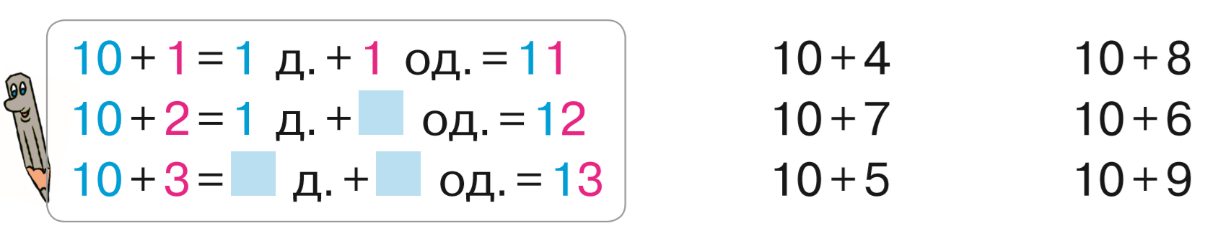 10 + 1 = 1 д. + 1 од. = 11
10 + 2 = 1 д. + од. = 12
10 + 3 = д. + од. = 13
10 + 4
10 + 7
10 + 5
10 + 8
10 + 6
10 + 9